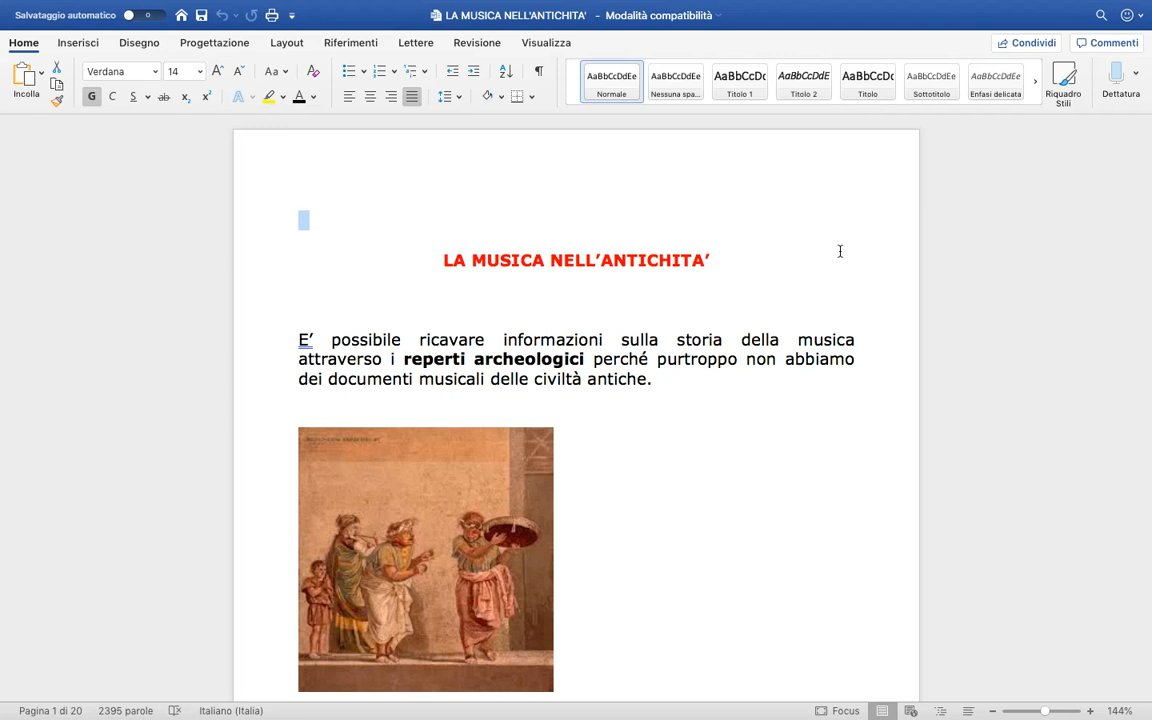 Salvataggio automatico
LA MUSICA NELL'ANTICHITA' - Modalità compatibilità
Home Inserisci Disegno Progettazione Layout Riferimenti Lettere Revisione Visualizza
Condividi Commenti
Incolla
Verdana 14 Aa
G C S ab x₂ x² A A
AaBbCcDdEe Normale
AaBbCcDdEe Nessuna spa...
AaBbCcDc Titolo 1
AaBbCcDdE Titolo 2
AaBbCcDc Titolo
AaBbCcDdEe Sottotitolo
AaBbCcDdEe Enfasi delicata
Riquadro
Stili
Dettatura
LA MUSICA NELL’ANTICHITA’
E’ possibile ricavare informazioni sulla storia della musica
attraverso i reperti archeologici perché purtroppo non abbiamo
dei documenti musicali delle civiltà antiche.
Pagina 1 di 20 2395 parole Italiano (Italia) Focus 144%